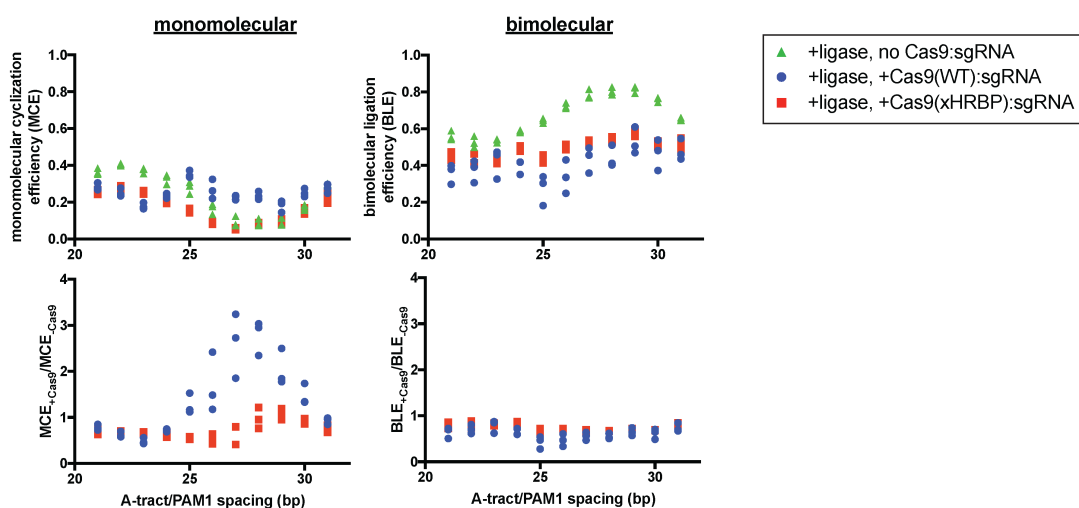 monomolecular
bimolecular
+ligase, no Cas9:sgRNA
+ligase, +Cas9(WT):sgRNA
+ligase, +Cas9(xHRBP):sgRNA
monomolecular cyclization
efficiency (MCE)
1.0
0.8
0.6
0.4
0.2
0.0
20
25
30
bimolecular ligation
efficiency (BLE)
1.0
0.8
0.6
0.4
0.2
0.0
20
25
30
MCE+Cas9/MCE-Cas9
4
3
2
1
0
20
25
30
A-tract/PAM1 spacing (bp)
BLE+Cas9/BLE-Cas9
4
3
2
1
0
20
25
30
A-tract/PAM1 spacing (bp)